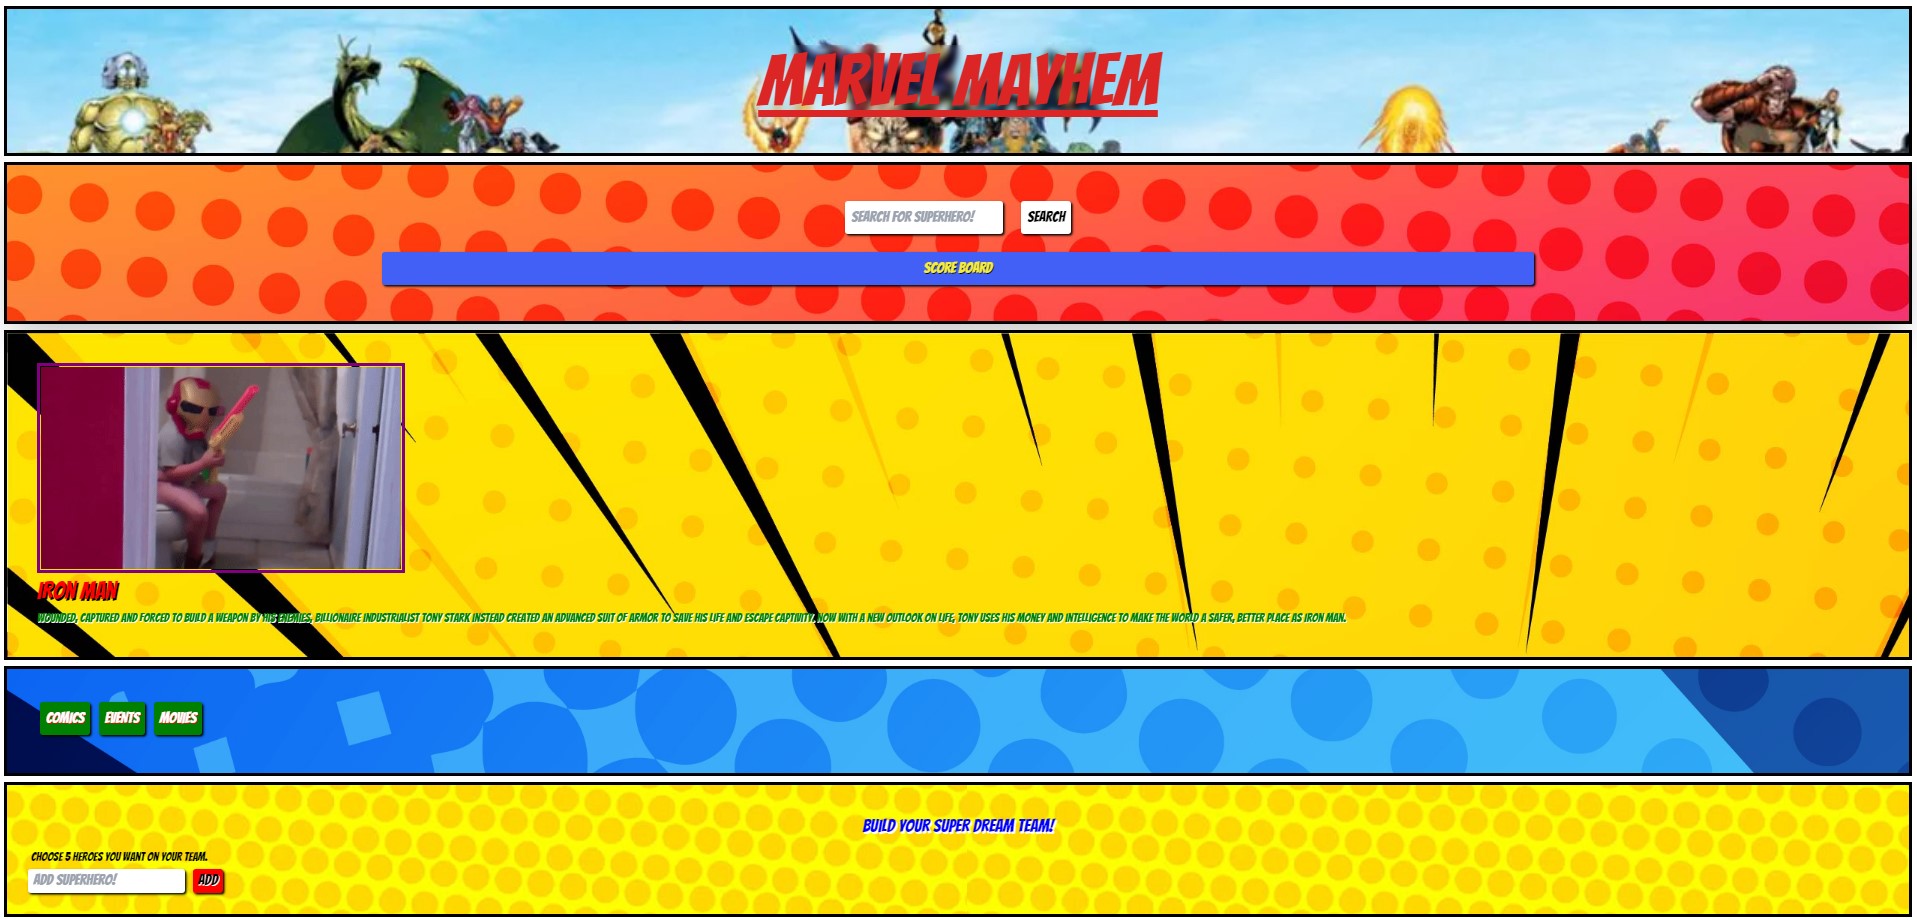 MARVEL MAYHEM
SEARCH FOR SUPERHERO!
SEARCH
SCORE BOARD
IRON MAN
WOUNDED, CAPTURED AND FORCED TO BUILD A WEAPON BY HIS ENEMIES, BILLIONAIRE INDUSTRIALIST TONY STARK INSTEAD CREATED AN ADVANCED SUIT OF ARMOR TO SAVE HIS LIFE AND ESCAPE CAPTIVITY. NOW WITH A NEW OUTLOOK ON LIFE, TONY USES HIS MONEY AND INTELLIGENCE TO MAKE THE WORLD A SAFER, BETTER PLACE AS IRON MAN.
COMICS
EVENTS
MOVIES
BUILD YOUR SUPER DREAM TEAM!
CHOOSE 5 HEROES YOU WANT ON YOUR TEAM.
ADD SUPERHERO!
ADD